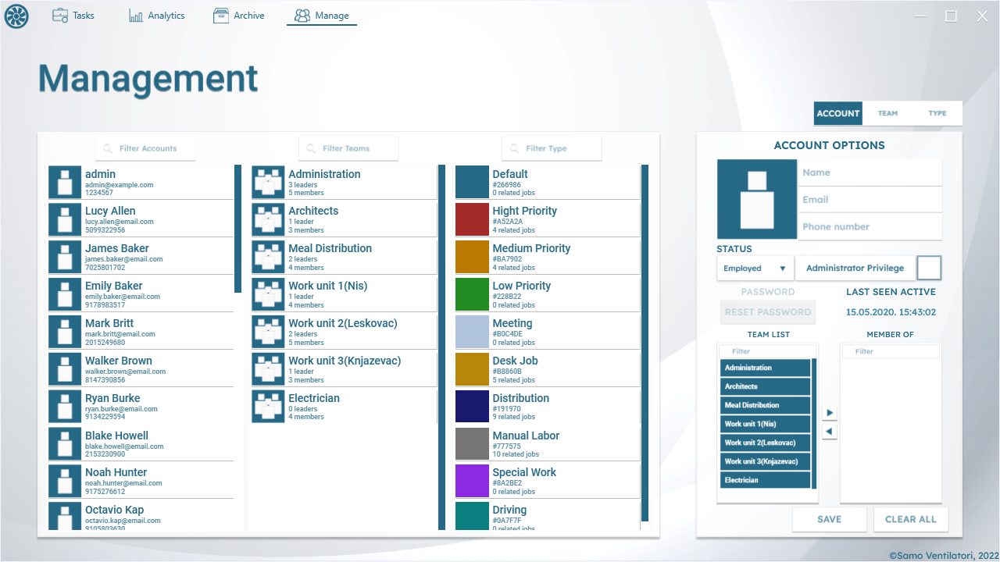 Tasks
Analytics
Archive
Manage
Management
ACCOUNT
TEAM
TYPE
Filter Accounts
admin
admin@example.com
1234567
Lucy Allen
lucy.allen@email.com
5099322956
James Baker
james.baker@email.com
7025801702
Emily Baker
emily.baker@email.com
9178983517
Mark Britt
mark.britt@email.com
2015249680
Walker Brown
walker.brown@email.com
8147390856
Ryan Burke
ryan.burke@email.com
9134229594
Blake Howell
blake.howell@email.com
2153230900
Noah Hunter
noah.hunter@email.com
9175276612
Octavio Kap
octavio.kap@email.com
9105803630
Filter Teams
Administration
3 leaders
5 members
Architects
1 leader
3 members
Meal Distribution
2 leaders
4 members
Work unit 1(Nis)
1 leader
4 members
Work unit 2(Leskovac)
2 leaders
5 members
Work unit 3(Knjazevac)
1 leader
3 members
Electrician
0 leaders
4 members
Filter Type
Default
#266986
0 related jobs
Hight Priority
#A52A2A
4 related jobs
Medium Priority
#BA7902
4 related jobs
Low Priority
#228B22
0 related jobs
Meeting
#B0C4DE
0 related jobs
Desk Job
#B8860B
5 related jobs
Distribution
#191970
9 related jobs
Manual Labor
#777575
10 related jobs
Special Work
#8A2BE2
0 related jobs
Driving
#0A7F7F
0 related jobs
ACCOUNT OPTIONS
Name
Email
Phone number
STATUS
Employed
Administrator Privilege
PASSWORD
LAST SEEN ACTIVE
RESET PASSWORD
15.05.2020. 15:43:02
TEAM LIST
MEMBER OF
Filter
Filter
Administration
Architects
Meal Distribution
Work unit 1(Nis)
Work unit 2(Leskovac)
Work unit 3(Knjazevac)
Electrician
SAVE
CLEAR ALL
©Samo Ventilatori, 2022